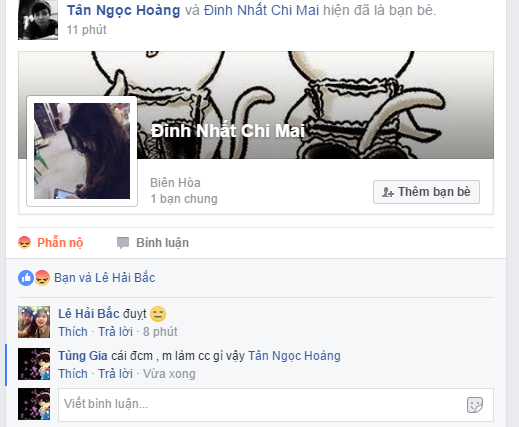 Tân Ngọc Hoàng và Đinh Nhất Chi Mai hiện đã là bạn bè.
11 phút
Đinh Nhất Chi Mai
Biên Hòa
1 bạn chung
Thêm bạn bè
Phẫn nộ Bình luận
Bạn và Lê Hải Bắc
Lê Hải Bắc đuỵt
Thích · Trả lời · 8 phút
Tùng Gia cái đcm , m làm cc gì vậy Tân Ngọc Hoàng
Thích · Trả lời · Vừa xong
Viết bình luận...